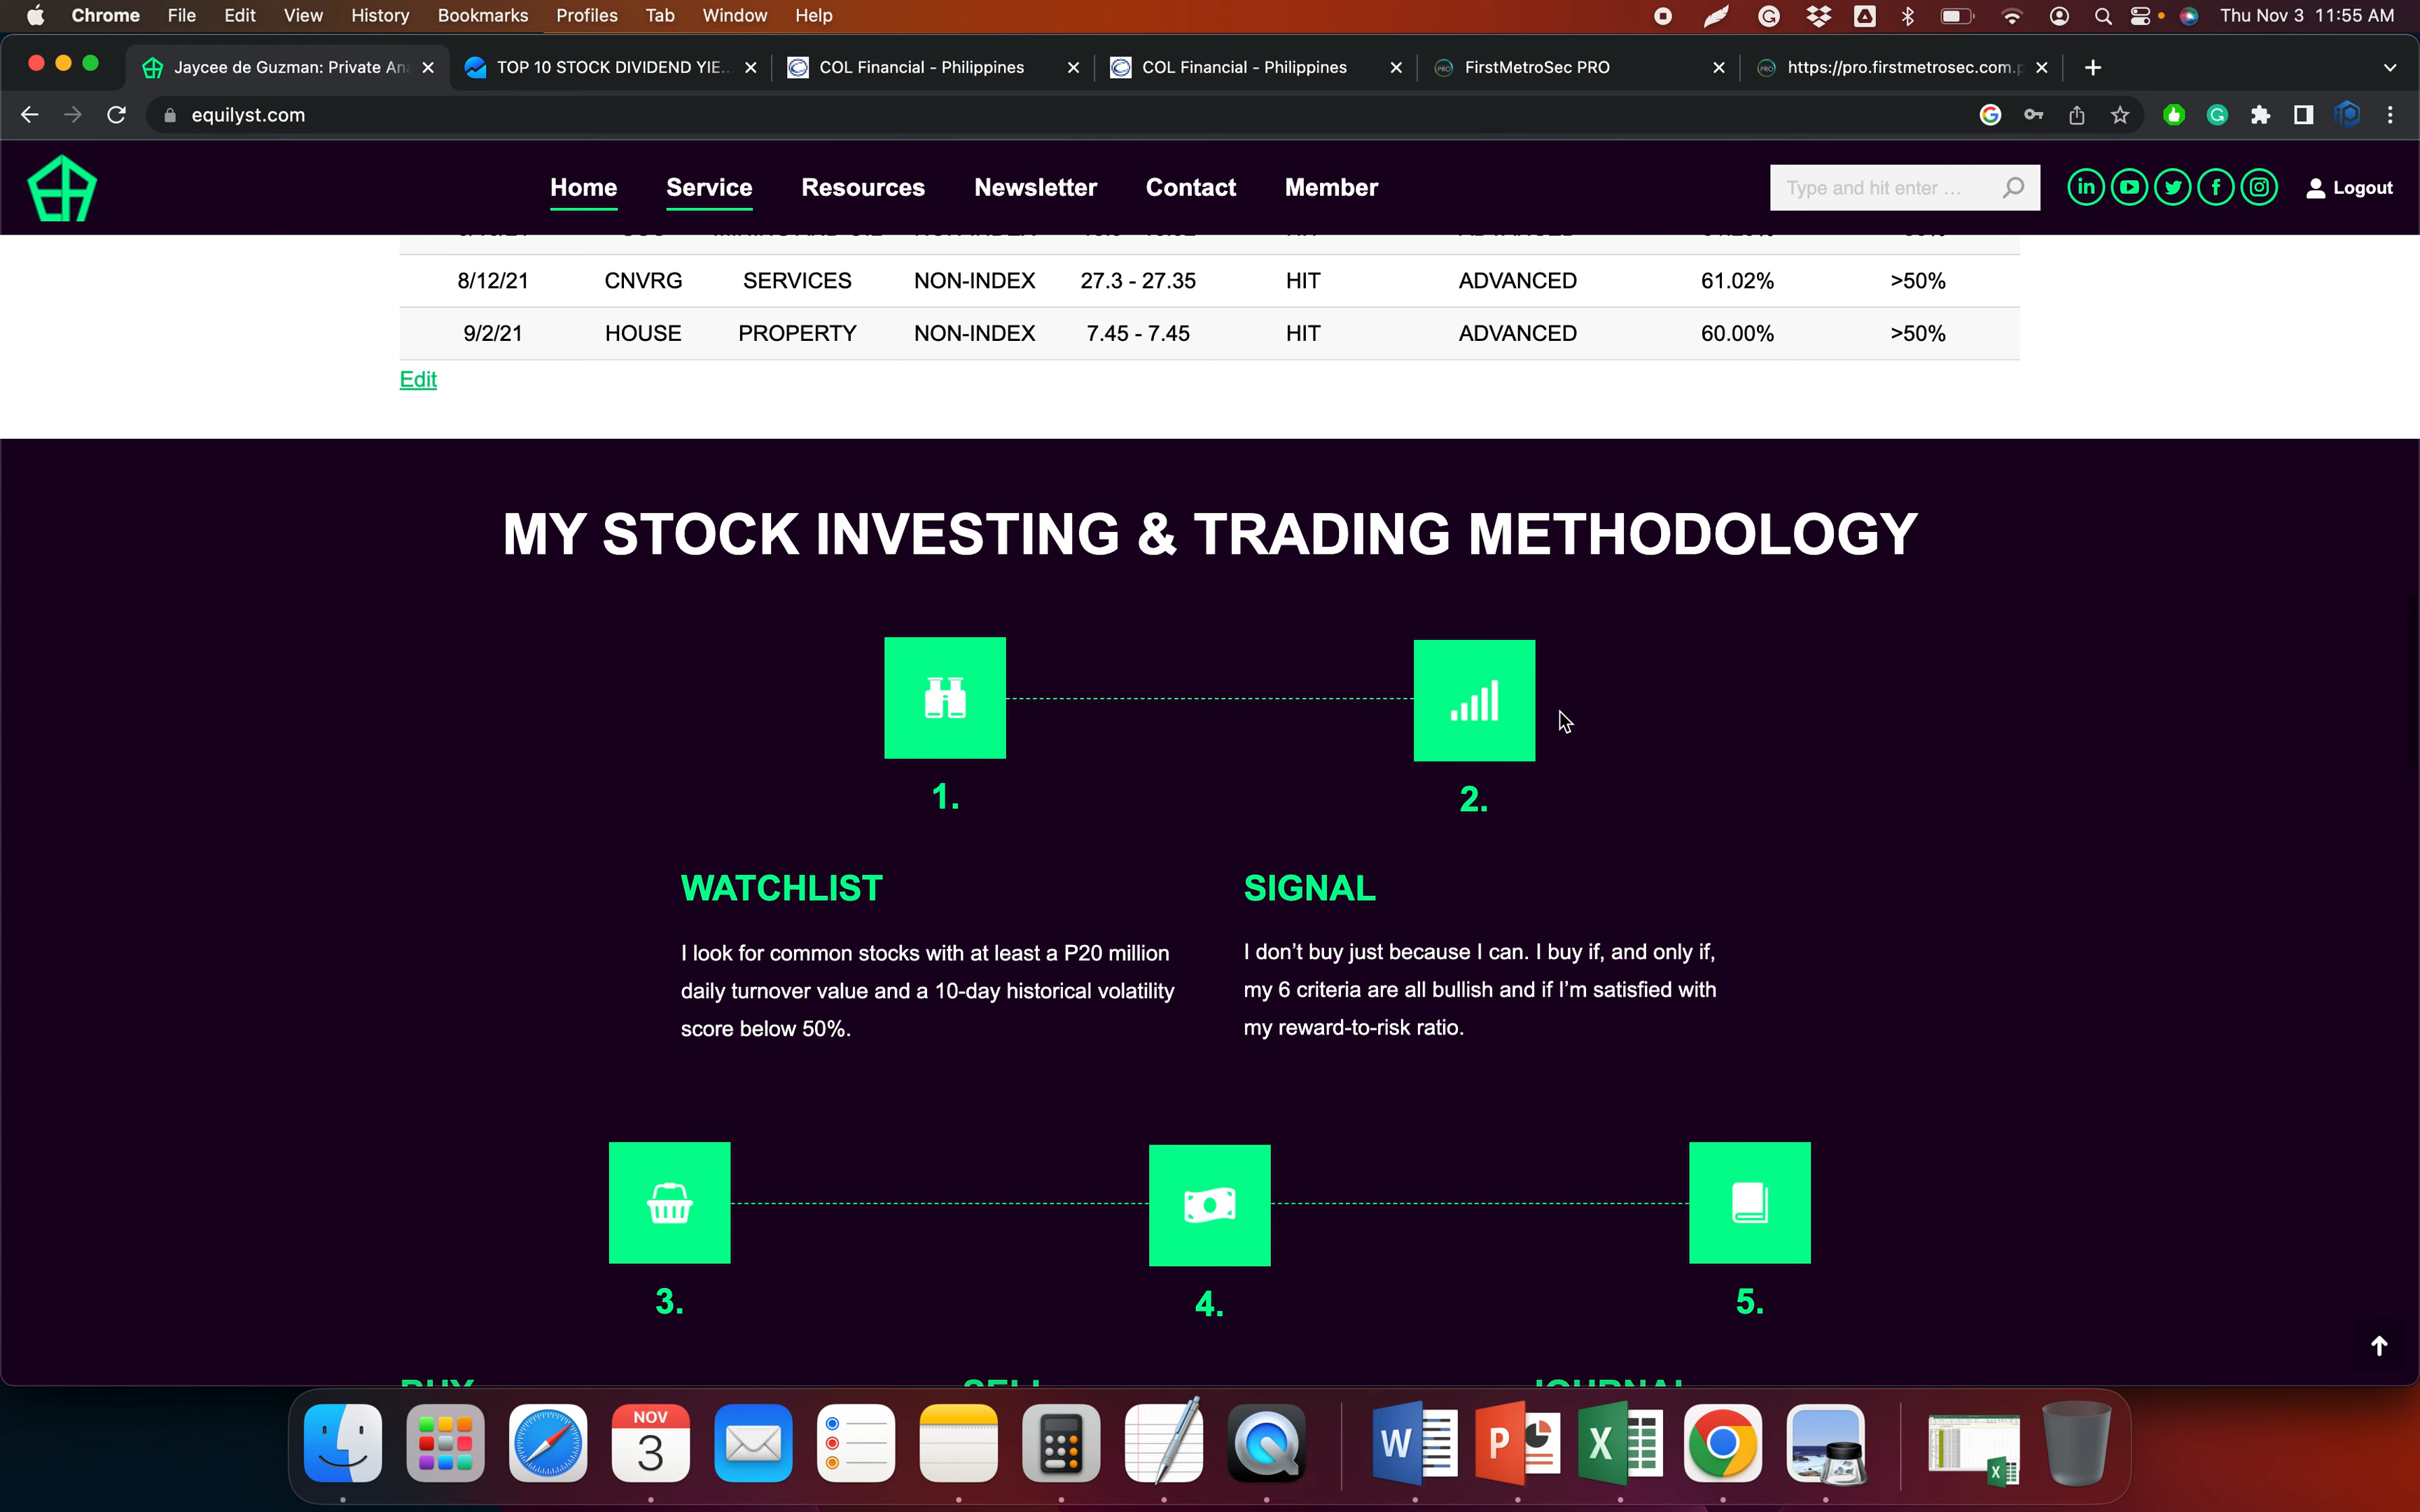 Chrome File Edit View History Bookmarks Profiles Tab Window Help Thu Nov 3 11:55 AM
Jaycee de Guzman: Private An TOP 10 STOCK DIVIDEND YIE... COL Financial - Philippines COL Financial - Philippines FirstMetroSec PRO https://pro.firstmetrosec.com.p
equilyst.com
Home Service Resources Newsletter Contact Member Type and hit enter ... Logout
8/12/21 CNVRG SERVICES NON-INDEX 27.3 - 27.35 HIT ADVANCED 61.02% >50%
9/2/21 HOUSE PROPERTY NON-INDEX 7.45 - 7.45 HIT ADVANCED 60.00% >50%
Edit
MY STOCK INVESTING & TRADING METHODOLOGY
1. 2.
WATCHLIST
I look for common stocks with at least a P20 million
daily turnover value and a 10-day historical volatility
score below 50%.
SIGNAL
I don't buy just because I can. I buy if, and only if,
my 6 criteria are all bullish and if I'm satisfied with
my reward-to-risk ratio.
3. 4. 5.
BUY SELL JOURNAL
NOV
3
W P X